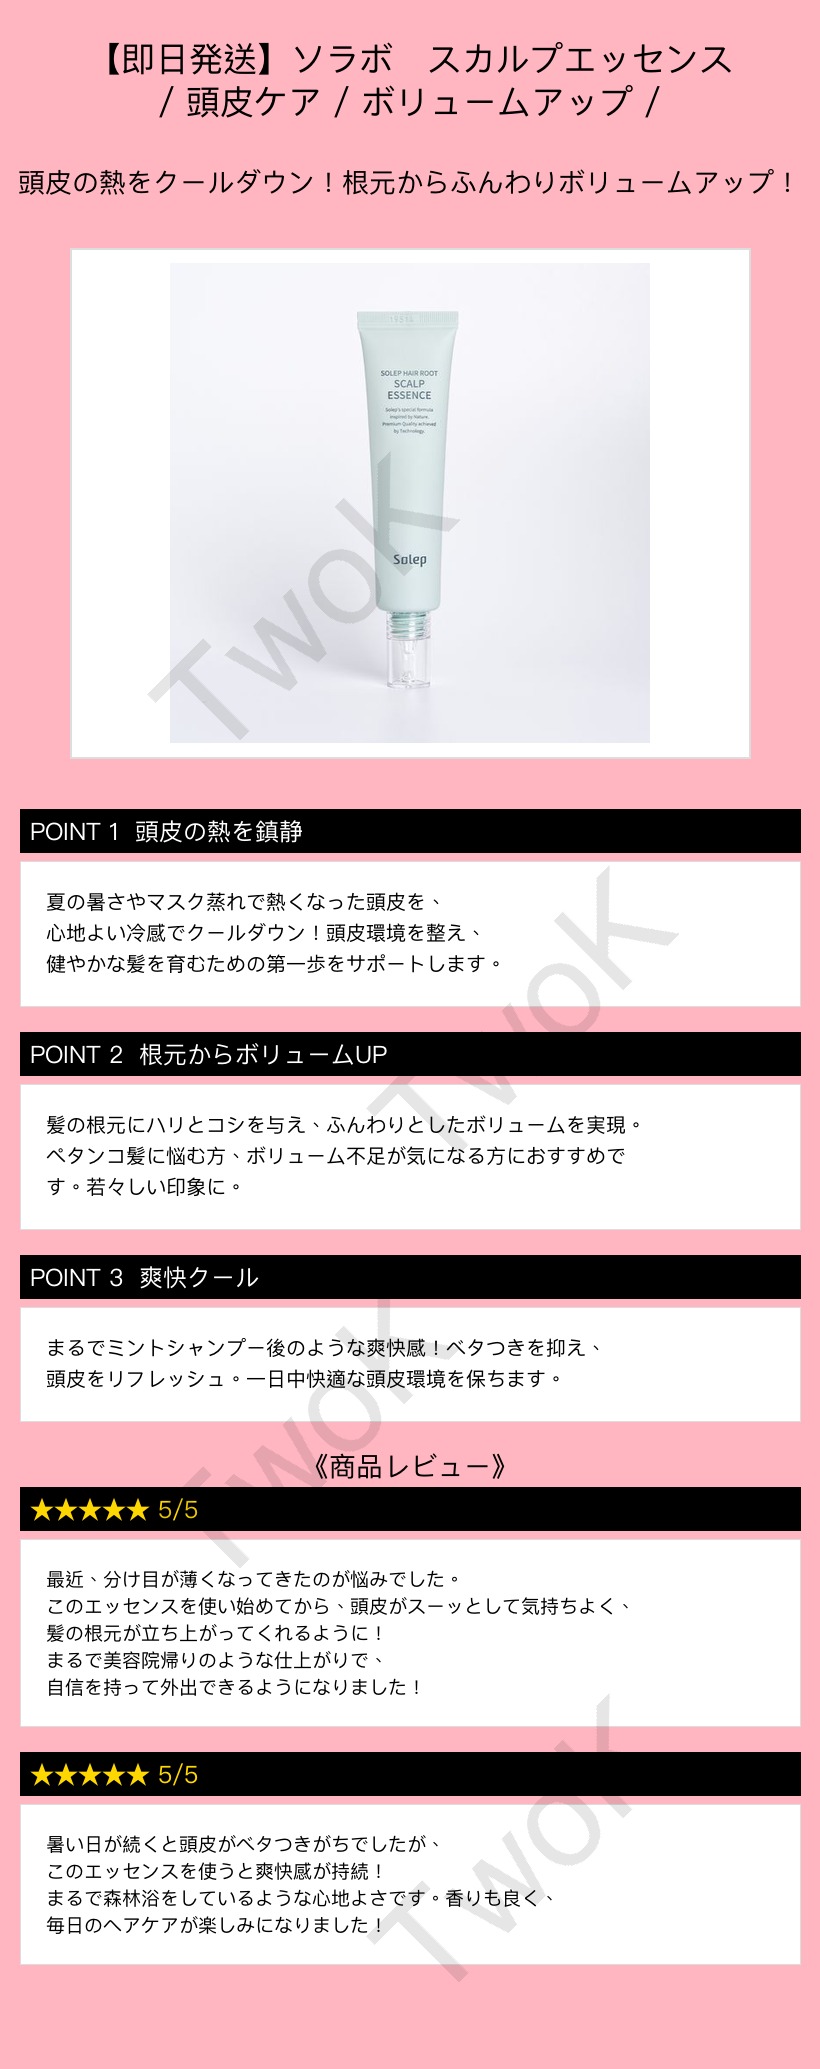 【即日発送】ソラボ　スカルプエッセンス
/ 頭皮ケア / ボリュームアップ /
頭皮の熱をクールダウン！根元からふんわりボリュームアップ！
19814
SOLEP HAIR ROOT
SCALP
ESSENCE
Solep's special formula
inspired by Nature.
Premium Quality achieved
by Technology.
Solep
TwoK
POINT 1 頭皮の熱を鎮静
夏の暑さやマスク蒸れで熱くなった頭皮を、
心地よい冷感でクールダウン！頭皮環境を整え、
健やかな髪を育むための第一歩をサポートします。
TwoK
POINT 2 根元からボリュームUP
髪の根元にハリとコシを与え、ふんわりとしたボリュームを実現。
ペタンコ髪に悩む方、ボリューム不足が気になる方におすすめで
す。若々しい印象に。
POINT 3 爽快クール
まるでミントシャンプー後のような爽快感！ベタつきを抑え、
頭皮をリフレッシュ。一日中快適な頭皮環境を保ちます。
TwoK
《商品レビュー》
★★★★★ 5/5
最近、分け目が薄くなってきたのが悩みでした。
このエッセンスを使い始めてから、頭皮がスーッとして気持ちよく、
髪の根元が立ち上がってくれるように！
まるで美容院帰りのような仕上がりで、
自信を持って外出できるようになりました！
★★★★★ 5/5
暑い日が続くと頭皮がベタつきがちでしたが、
このエッセンスを使うと爽快感が持続！
まるで森林浴をしているような心地よさです。香りも良く、
毎日のヘアケアが楽しみになりました！
TwoK